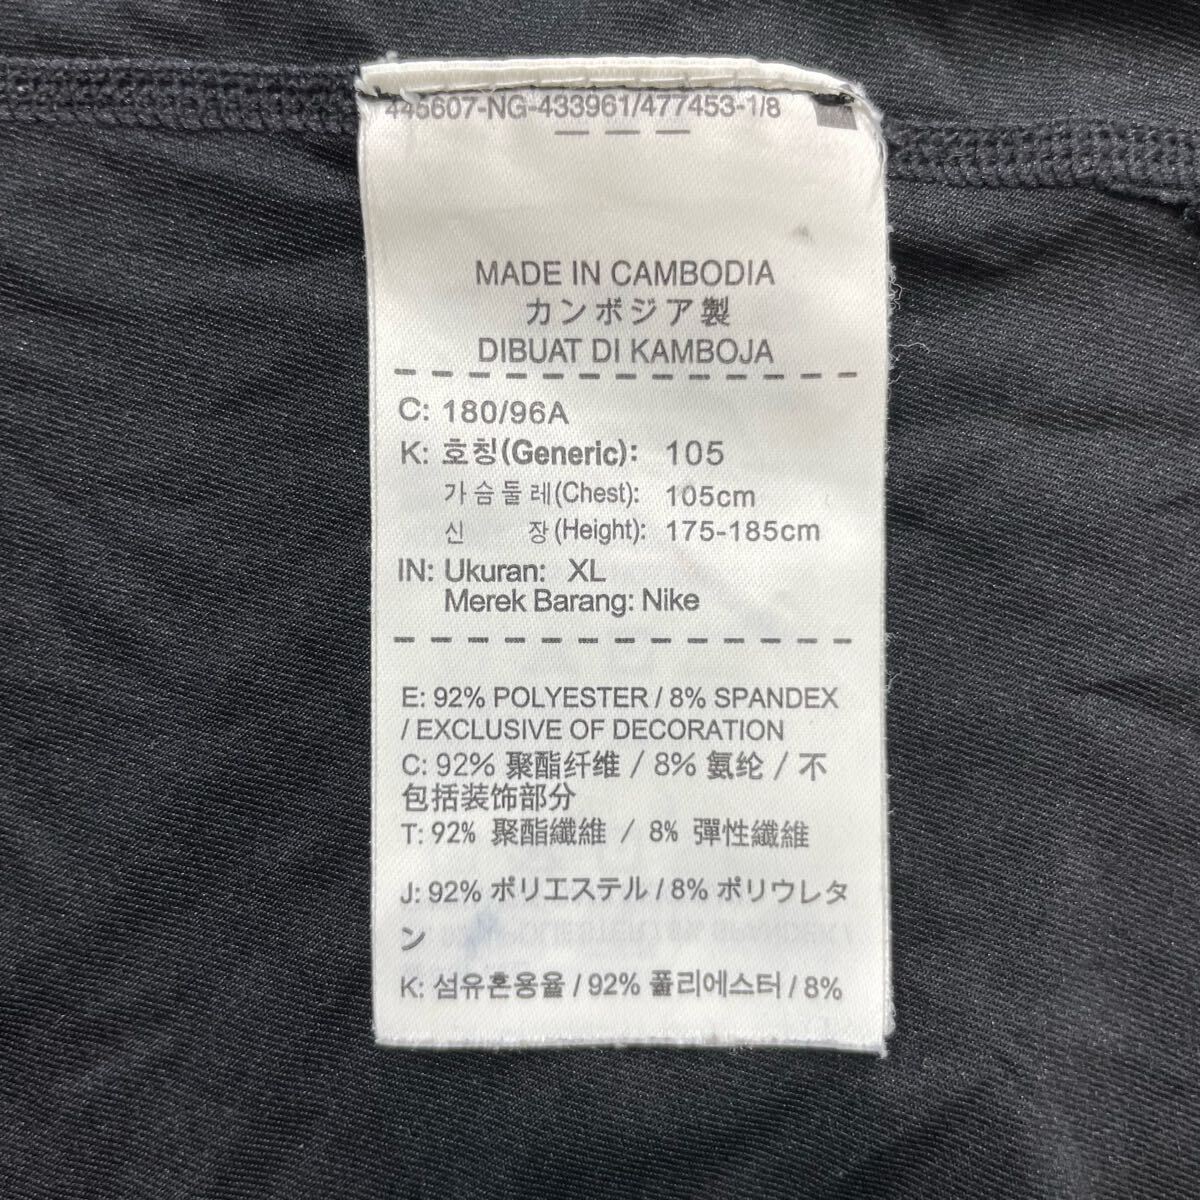 445607-NG-433961/477453-1/8
MADE IN CAMBODIA
カンボジア製
DIBUAT DI KAMBOJA
C: 180/96A
K: 호칭(Generic): 105
가슴둘레(Chest): 105cm
신 장(Height): 175-185cm
IN: Ukuran: XL
Merek Barang: Nike
E: 92% POLYESTER / 8% SPANDEX
/ EXCLUSIVE OF DECORATION
C: 92% 聚酯纤维 / 8% 氨纶 / 不
包括装饰部分
T: 92% 聚酯纖維 / 8% 彈性纖維
J: 92% ポリエステル / 8% ポリウレタ
ン
K: 섬유혼용율 / 92% 폴리에스터 / 8%